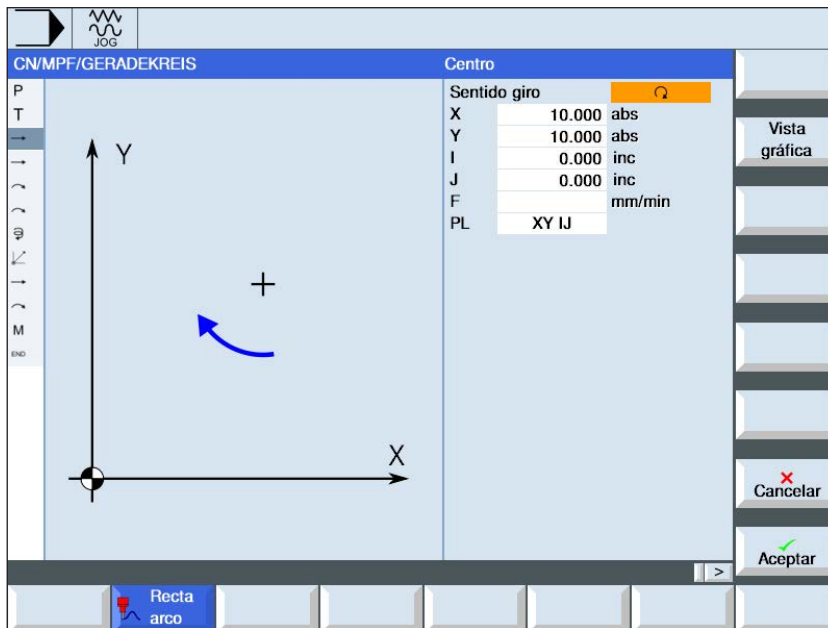 JOG
CN/MPF/GERADEKREIS
Centro
P
T
M
END
Y
X
Sentido giro
X 10.000 abs
Y 10.000 abs
I 0.000 inc
J 0.000 inc
F mm/min
PL XY IJ
Vista
gráfica
Cancelar
Aceptar
>
Recta
arco